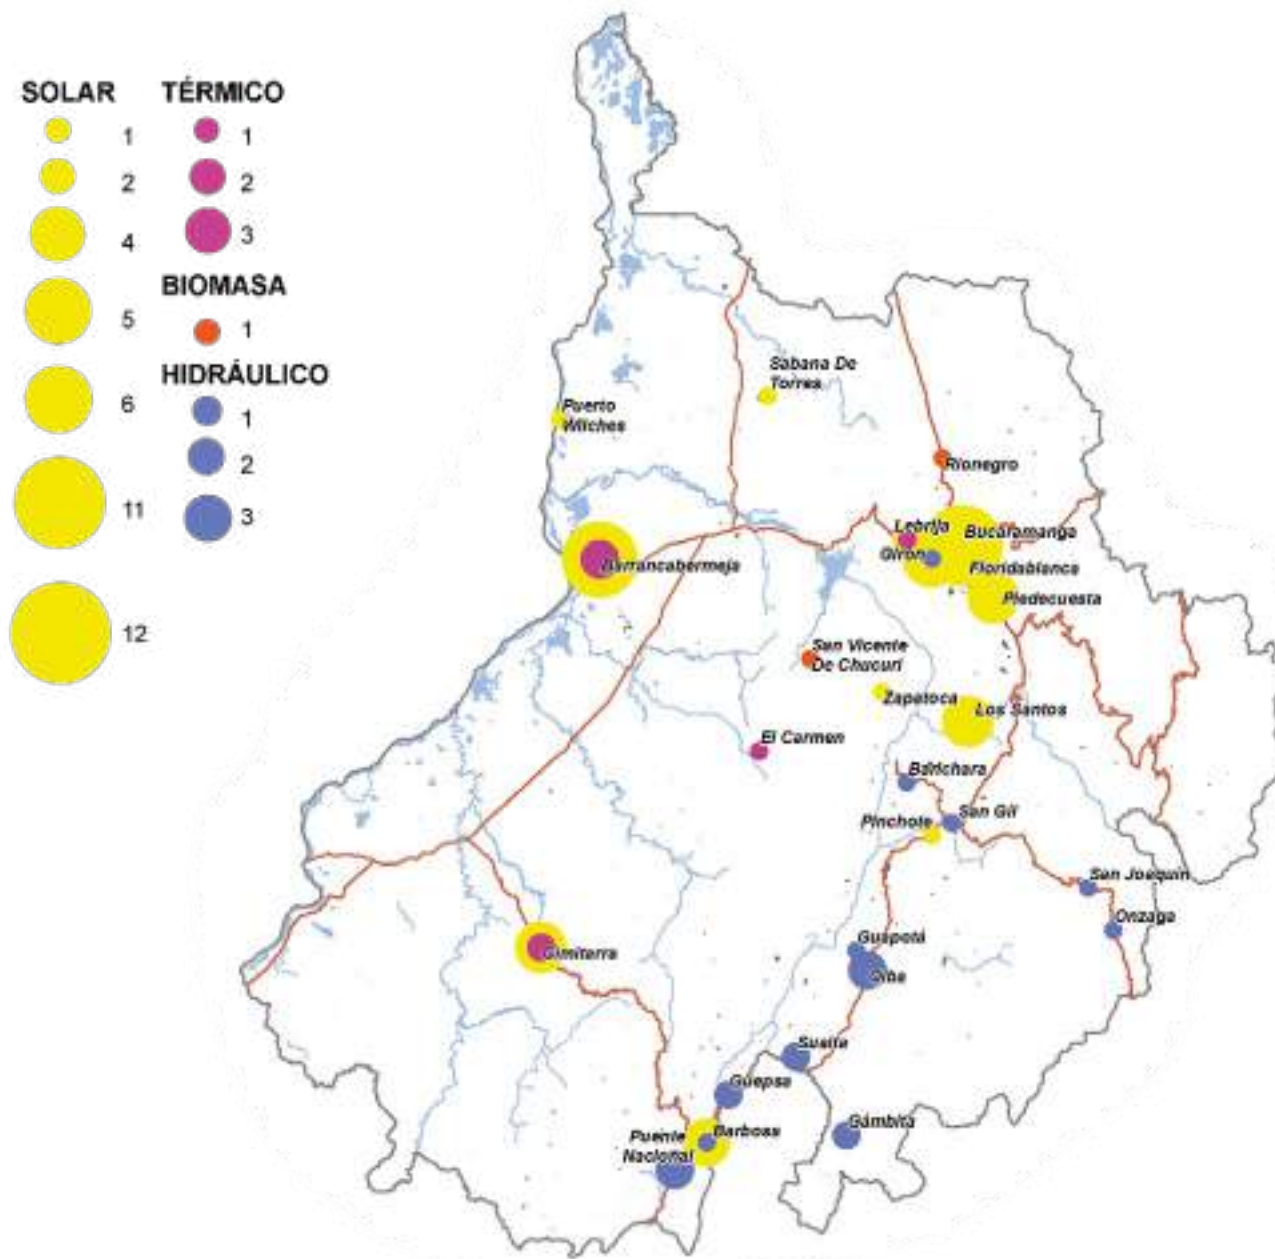 SOLAR
1
2
4
5
6
11
12
TÉRMICO
1
2
3
BIOMASA
1
HIDRÁULICO
1
2
3
Sabana De
Torres
Puerto
Wilches
Rionegro
Lebrija
Bucaramanga
Girón
Barrancabermeja
Floridablanca
Piedecuesta
San Vicente
De Chucurí
Zapatoca
Los Santos
El Carmen
Barichara
San Gil
Pinchote
San Joaquín
Onzaga
Guapotá
Cimitarra
Oiba
Suaita
Guepsa
Gámbita
Barbosa
Puente
Nacional